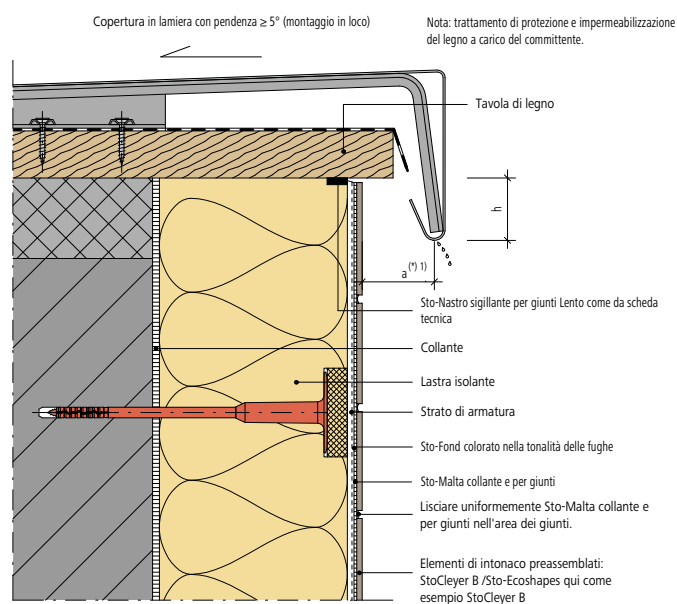 Copertura in lamiera con pendenza ≥ 5° (montaggio in loco)
Nota: trattamento di protezione e impermeabilizzazione
del legno a carico del committente.
Tavola di legno
h
a(*) 1)
Sto-Nastro sigillante per giunti Lento come da scheda
tecnica
Collante
Lastra isolante
Strato di armatura
Sto-Fond colorato nella tonalità delle fughe
Sto-Malta collante e per giunti
Lisciare uniformemente Sto-Malta collante e
per giunti nell'area dei giunti.
Elementi di intonaco preassemblati:
StoCleyer B /Sto-Ecoshapes qui come
esempio StoCleyer B